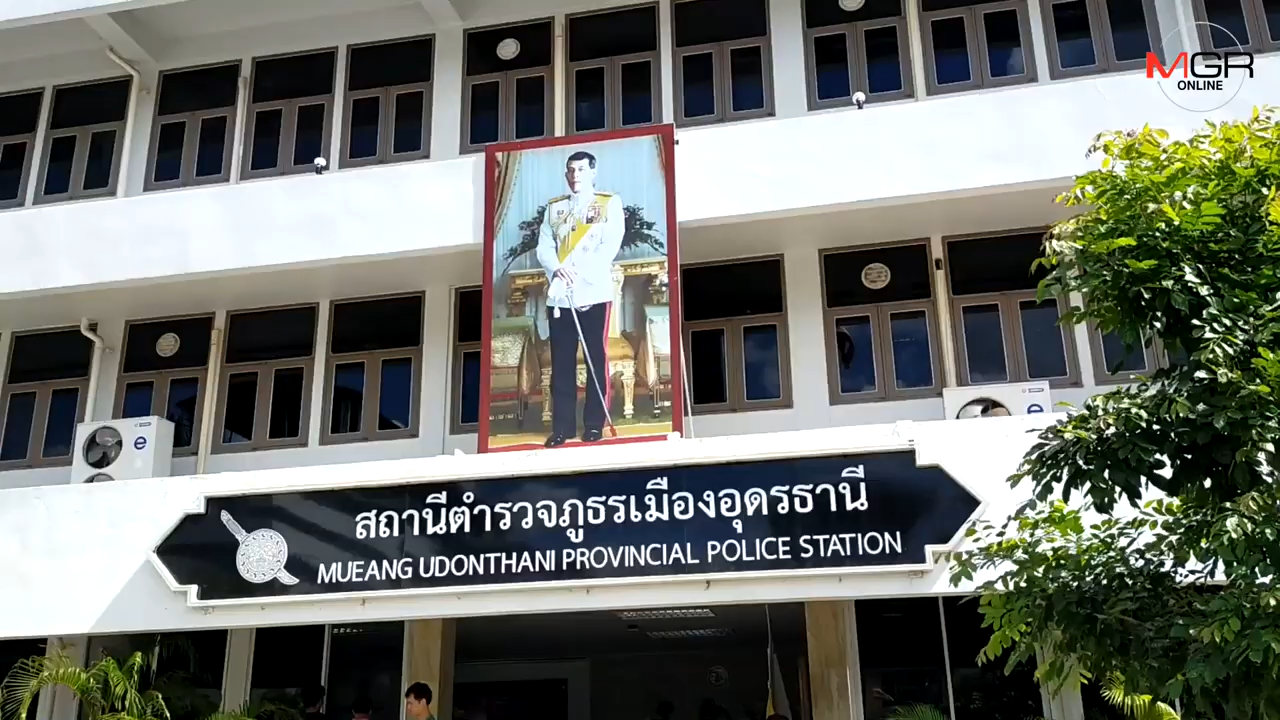 MGR
ONLINE
สถานีตำรวจภูธรเมืองอุดรธานี
MUEANG UDONTHANI PROVINCIAL POLICE STATION
e
e